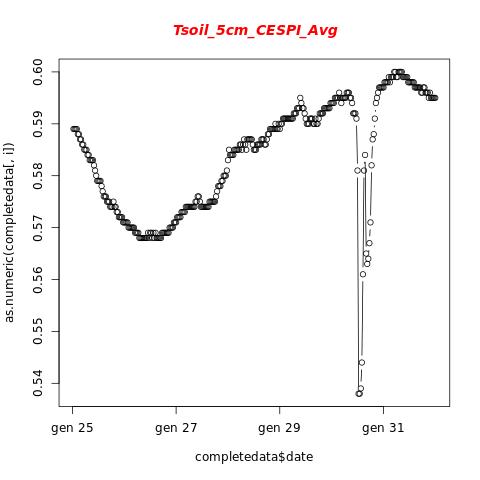 Tsoil_5cm_CESPI_Avg
as.numeric(completedata[, i])
0.60
0.59
0.58
0.57
0.56
0.55
0.54
gen 25
gen 27
gen 29
gen 31
completedata$date